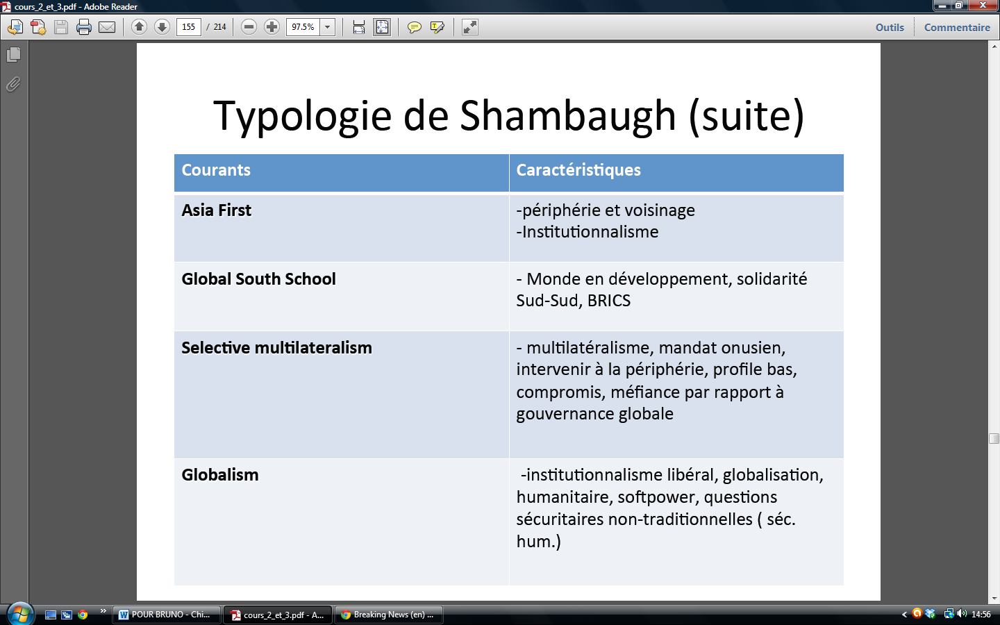 cours_2_et_3.pdf - Adobe Reader
155 / 214 97.5% Outils Commentaire
Typologie de Shambaugh (suite)
Courants Caractéristiques
Asia First -périphérie et voisinage
-Institutionnalisme
Global South School - Monde en développement, solidarité
Sud-Sud, BRICS
Selective multilateralism - multilatéralisme, mandat onusien,
intervenir à la périphérie, profile bas,
compromis, méfiance par rapport à
gouvernance globale
Globalism -institutionnalisme libéral, globalisation,
humanitaire, softpower, questions
sécuritaires non-traditionnelles ( séc.
hum.)
» POUR BRUNO - Chi... cours_2_et_3.pdf - A... Breaking News (en) ... < 14:56